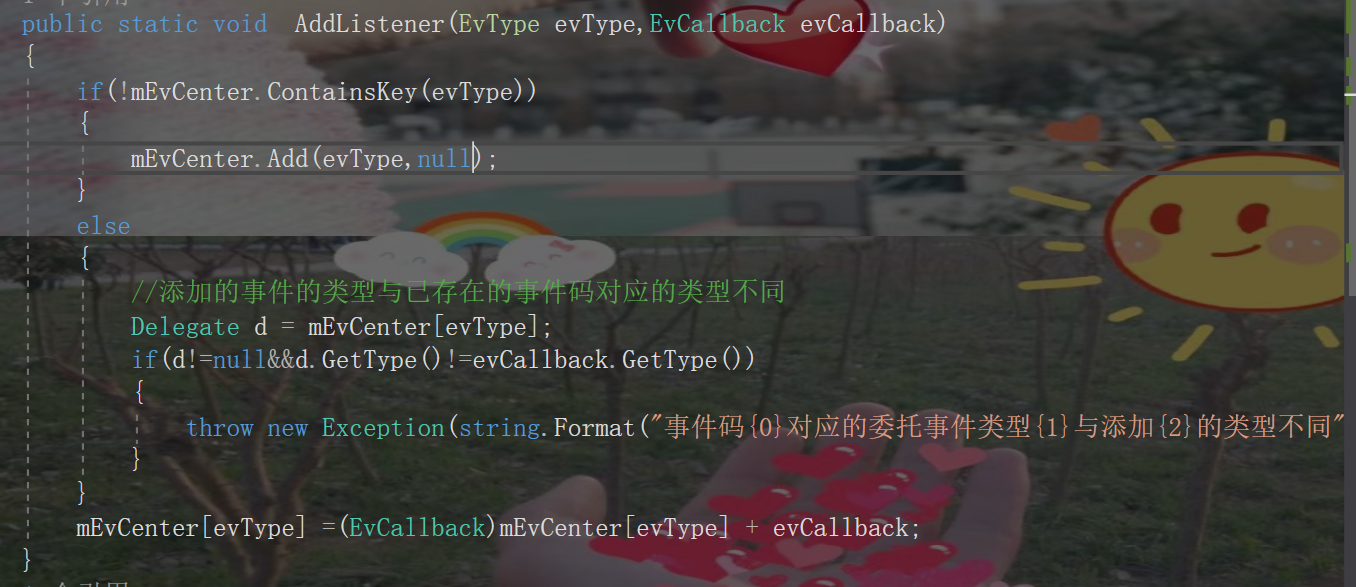 public static void  AddListener(EvType evType,EvCallback evCallback)
{
if(!mEvCenter.ContainsKey(evType))
{
mEvCenter.Add(evType,null);
}
else
{
//添加的事件的类型与已存在的事件码对应的类型不同
Delegate d = mEvCenter[evType];
if(d!=null&&d.GetType()!=evCallback.GetType())
{
throw new Exception(string.Format("事件码{0}对应的委托事件类型{1}与添加{2}的类型不同"
}
}
mEvCenter[evType] =(EvCallback)mEvCenter[evType] + evCallback;
}